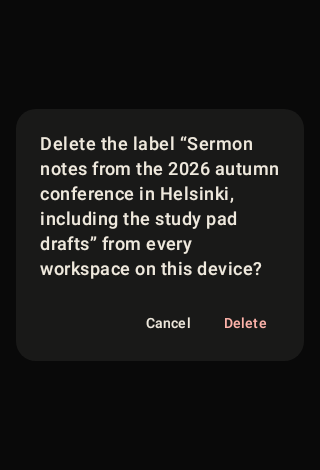 Delete the label “Sermon
notes from the 2026 autumn
conference in Helsinki,
including the study pad
drafts” from every
workspace on this device?
Cancel Delete